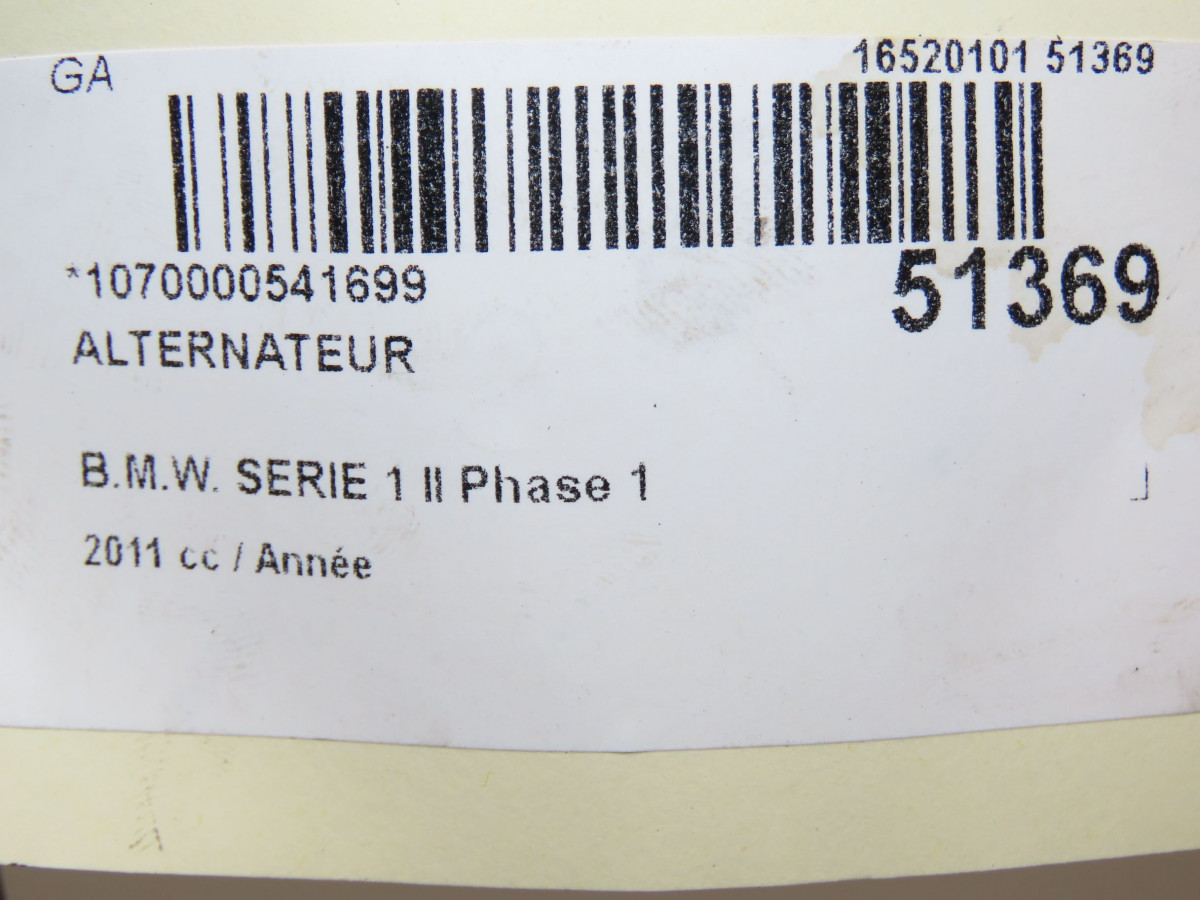 GA 16520101 51369
*1070000541699 51369
ALTERNATEUR
B.M.W. SERIE 1 II Phase 1
2011 cc / Année